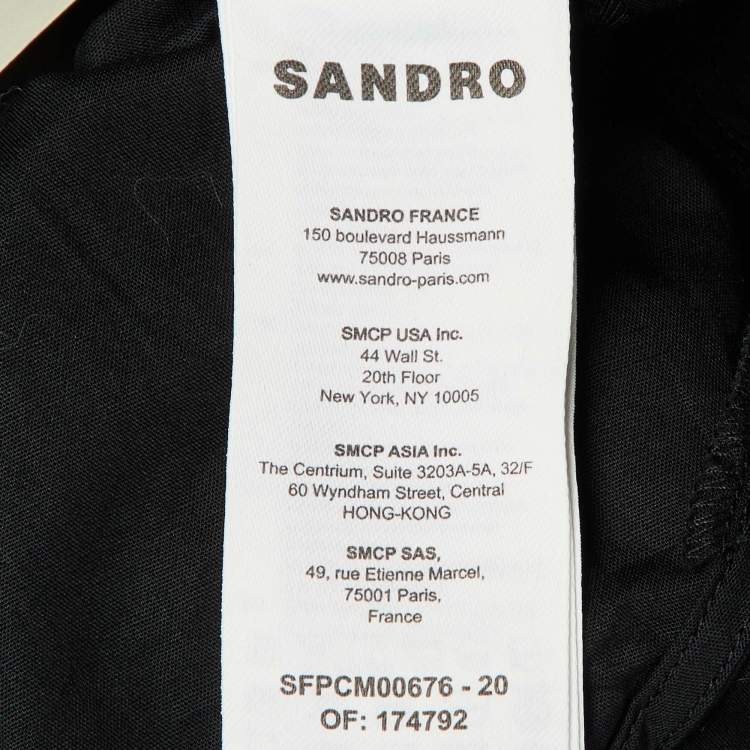 SANDRO
SANDRO FRANCE
150 boulevard Haussmann
75008 Paris
www.sandro-paris.com
SMCP USA Inc.
44 Wall St.
20th Floor
New York, NY 10005
SMCP ASIA Inc.
The Centrium, Suite 3203A-5A, 32/F
60 Wyndham Street, Central
HONG-KONG
SMCP SAS,
49, rue Etienne Marcel,
75001 Paris,
France
SFPCM00676 - 20
OF: 174792